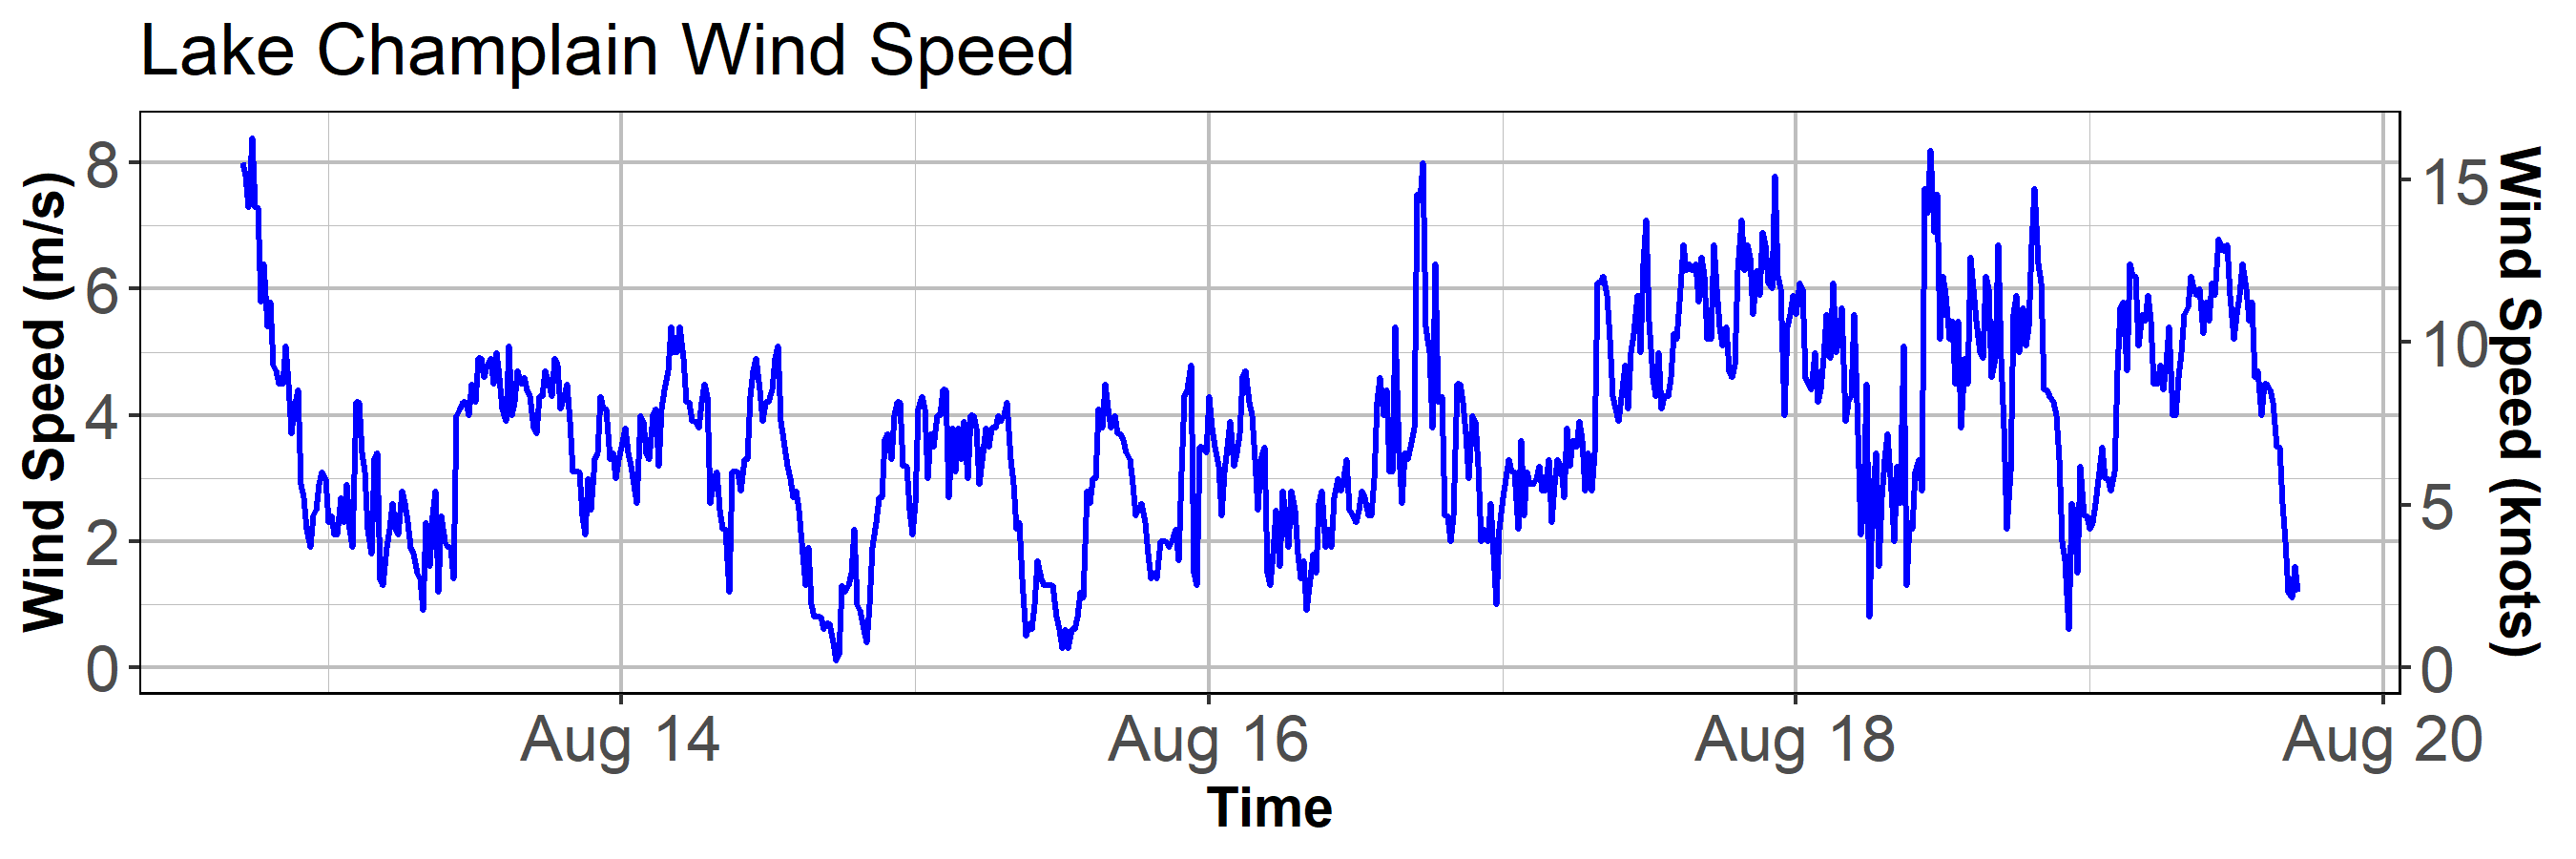 Lake Champlain Wind Speed
Wind Speed (m/s)
8
6
4
2
0
15
10
5
0
Wind Speed (knots)
Aug 14 Aug 16 Aug 18 Aug 20
Time